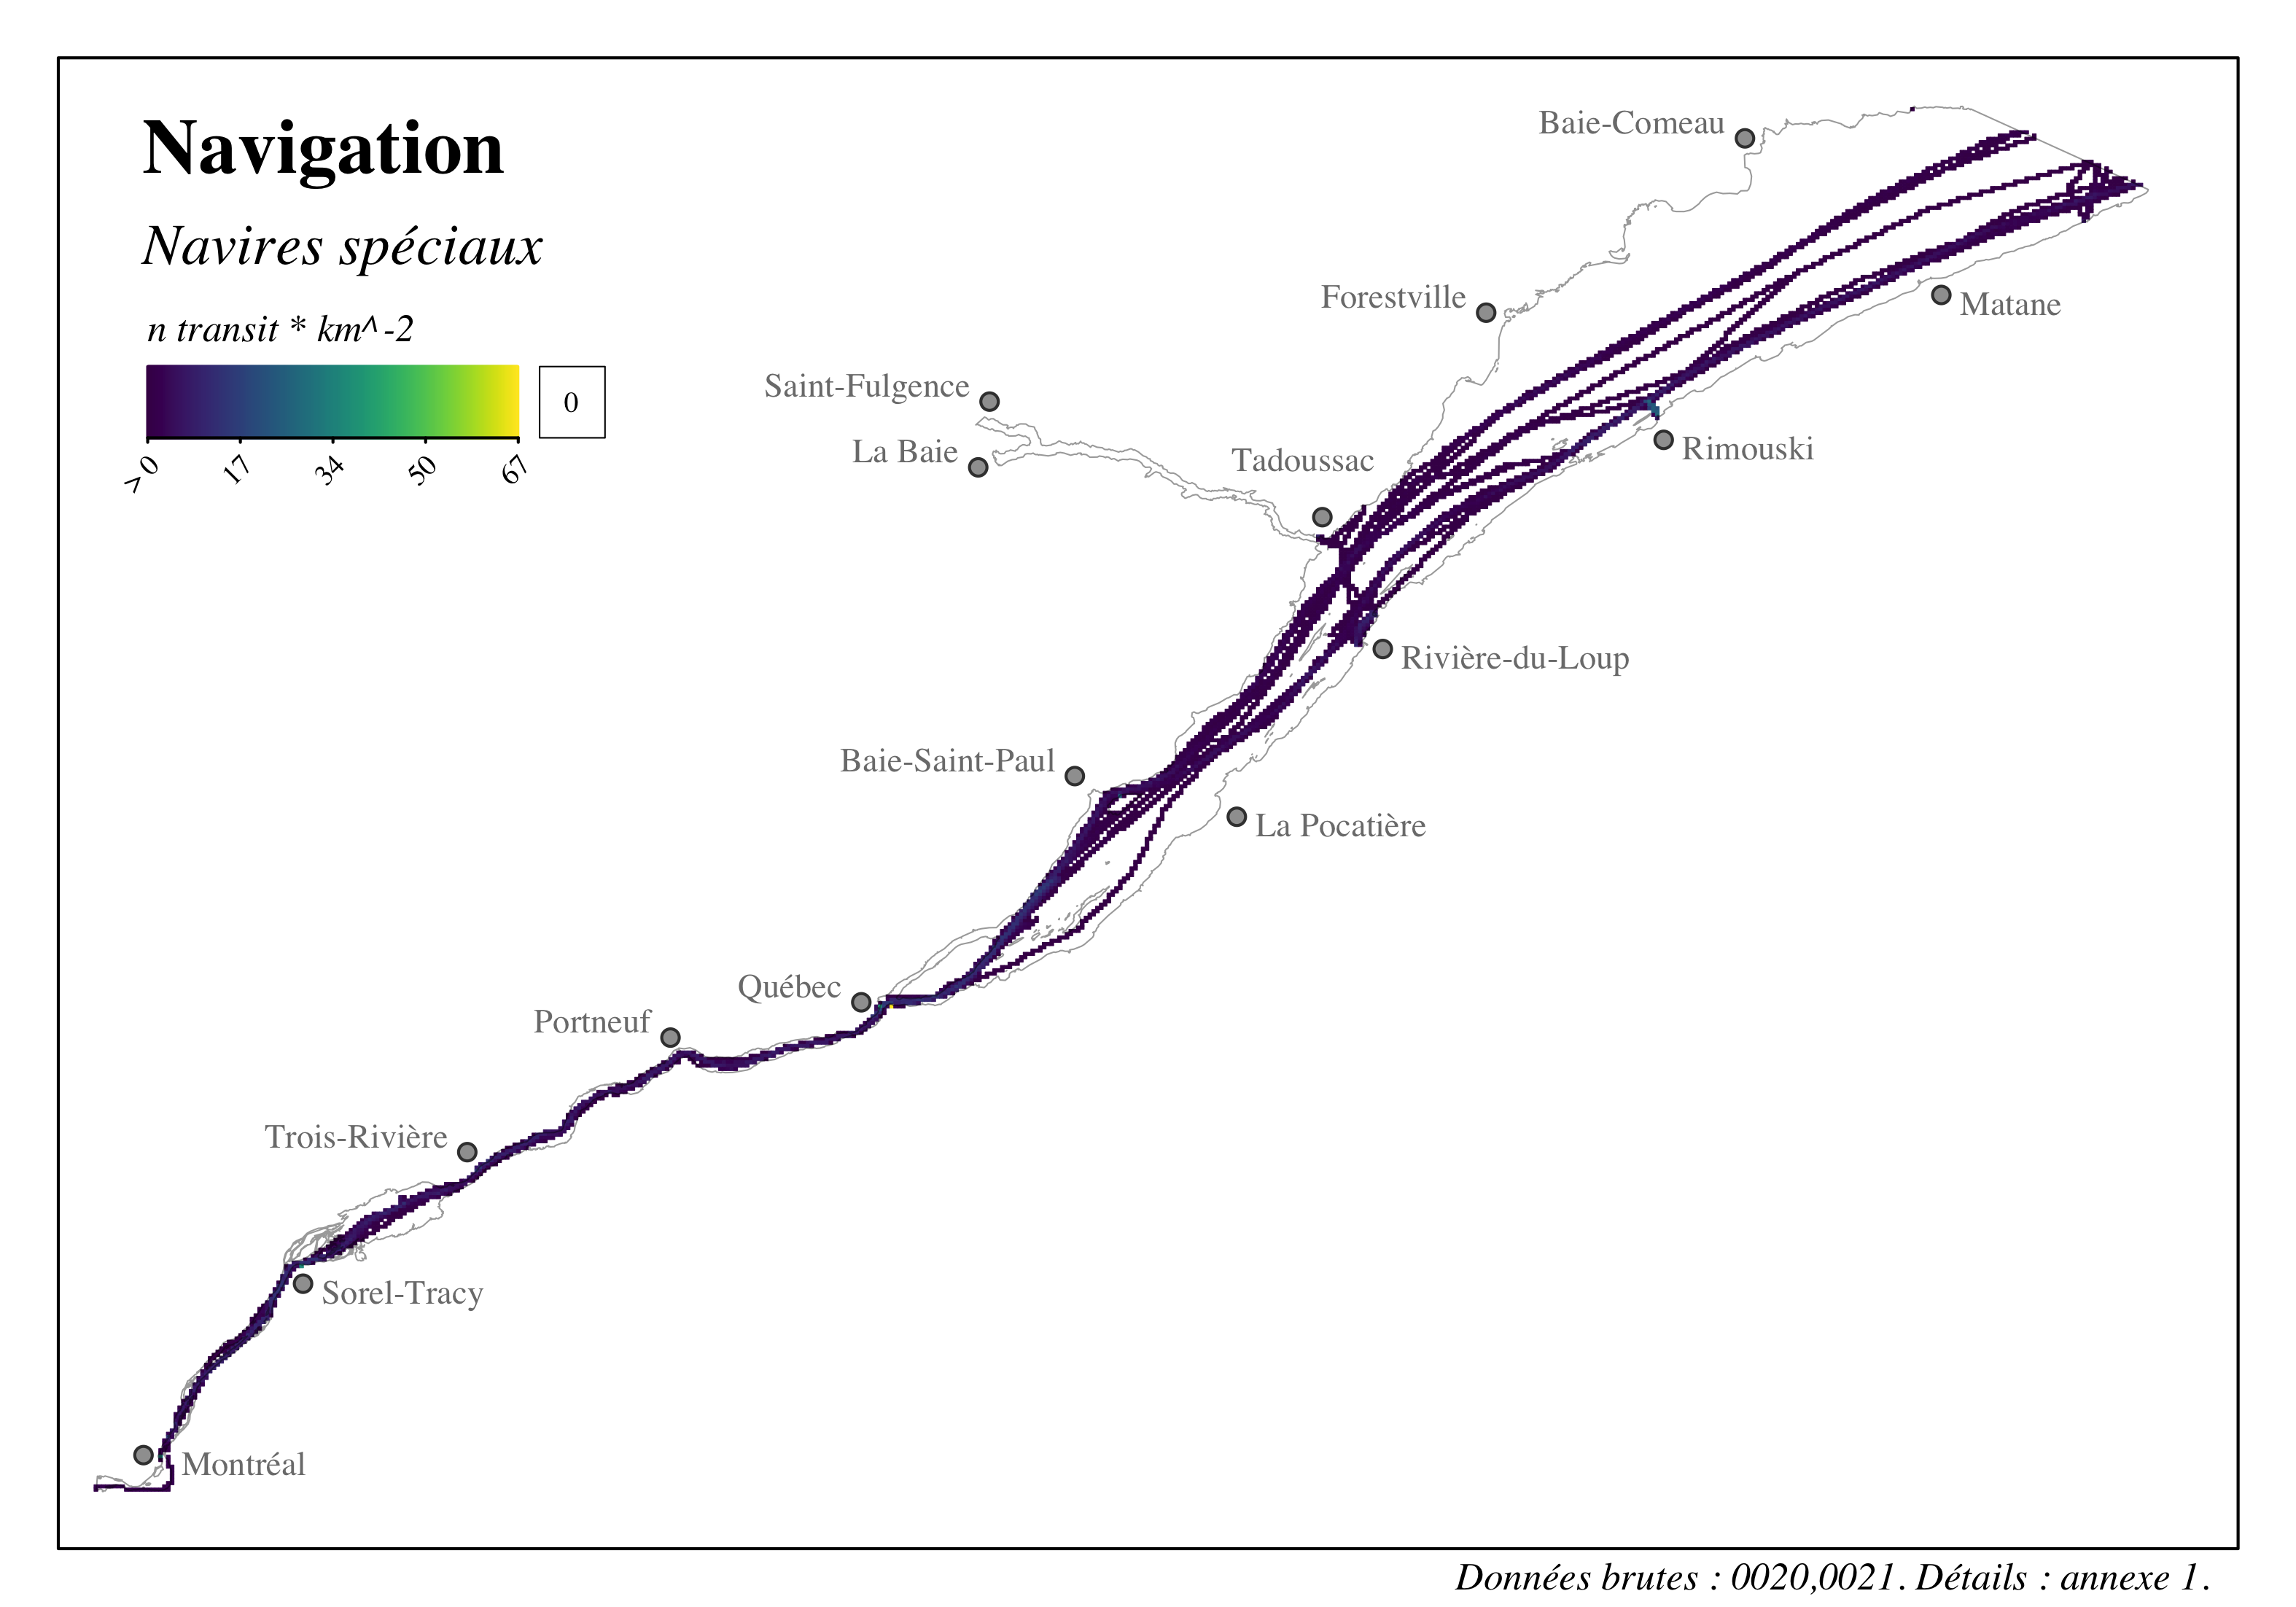 Navigation
Navires spéciaux
n transit * km^-2
> 0
17
34
50
67
0
Baie-Comeau
Forestville
Matane
Saint-Fulgence
La Baie
Tadoussac
Rimouski
Rivière-du-Loup
Baie-Saint-Paul
La Pocatière
Québec
Portneuf
Trois-Rivière
Sorel-Tracy
Montréal
Données brutes : 0020,0021. Détails : annexe 1.